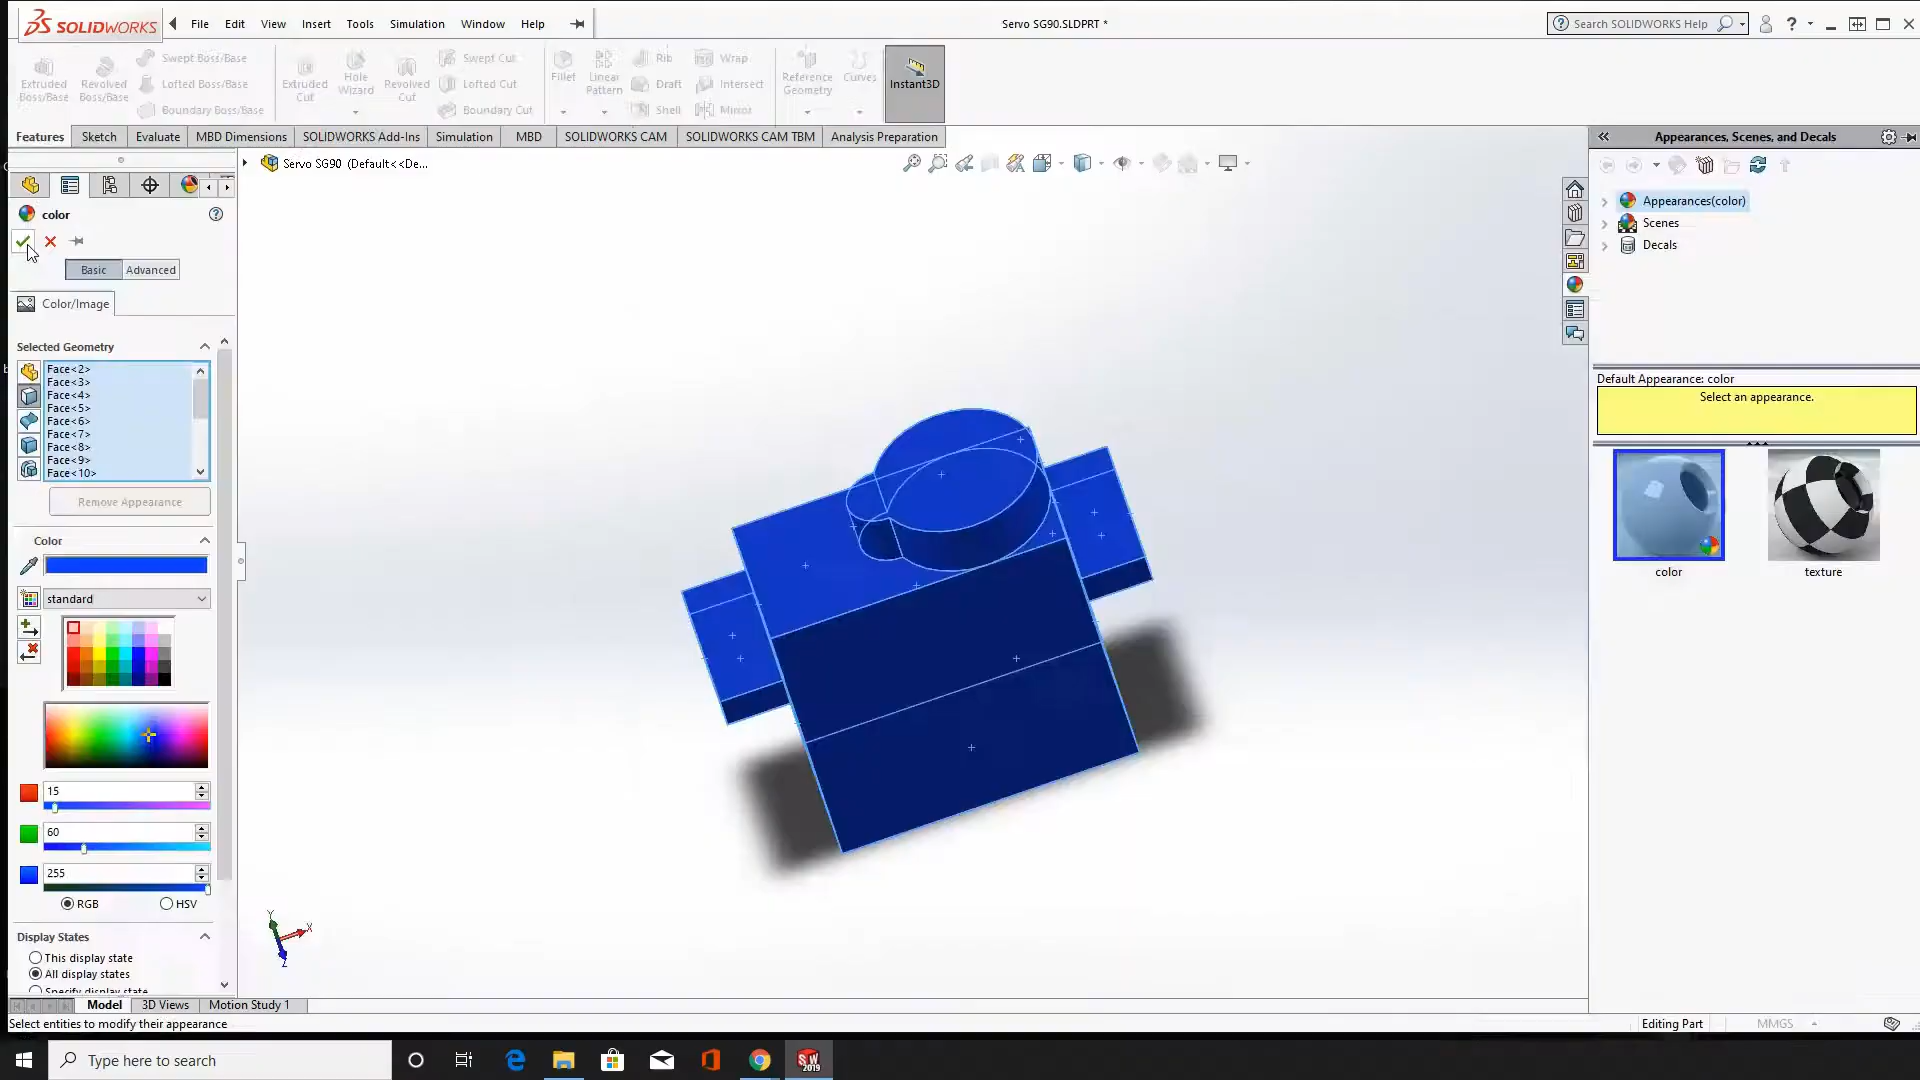 SOLIDWORKS File Edit View Insert Tools Simulation Window Help Servo SG90.SLDPRT * Search SOLIDWORKS Help
Extruded Boss/Base
Revolved Boss/Base
Swept Boss/Base
Lofted Boss/Base
Boundary Boss/Base
Extruded Cut
Hole Wizard
Revolved Cut
Swept Cut
Lofted Cut
Boundary Cut
Fillet
Linear Pattern
Rib
Draft
Shell
Wrap
Intersect
Mirror
Reference Geometry
Curves
Instant3D
Features Sketch Evaluate MBD Dimensions SOLIDWORKS Add-Ins Simulation MBD SOLIDWORKS CAM SOLIDWORKS CAM TBM Analysis Preparation
Servo SG90 (Default<<De...
color
Basic Advanced
Color/Image
Selected Geometry
Face<2>
Face<3>
Face<4>
Face<5>
Face<6>
Face<7>
Face<8>
Face<9>
Face<10>
Remove Appearance
Color
standard
15
60
255
RGB HSV
Display States
This display state
All display states
Specify display state
Y
X
Z
Appearances, Scenes, and Decals
Appearances(color)
Scenes
Decals
Default Appearance: color
Select an appearance.
color texture
Model 3D Views Motion Study 1
Select entities to modify their appearance Editing Part MMGS
Type here to search
SW 2019